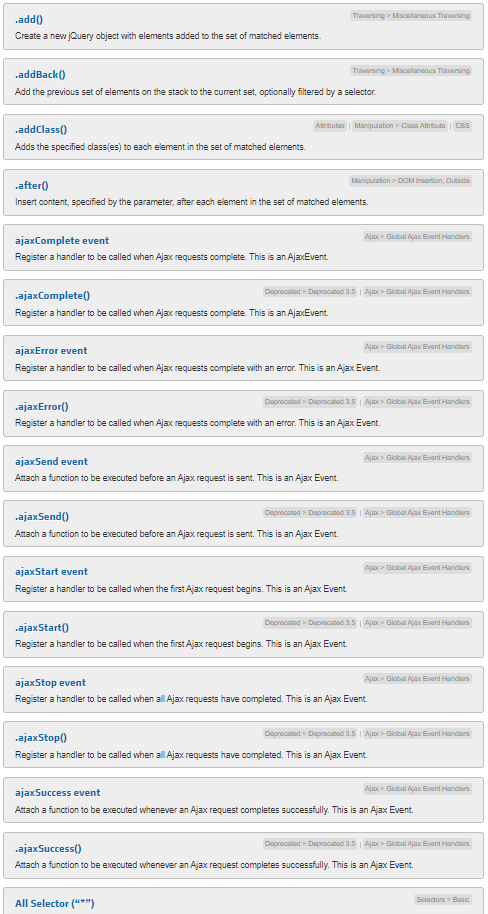 .add()
Traversing > Miscellaneous Traversing
Create a new jQuery object with elements added to the set of matched elements.
.addBack()
Traversing > Miscellaneous Traversing
Add the previous set of elements on the stack to the current set, optionally filtered by a selector.
.addClass()
Attributes | Manipulation > Class Attribute | CSS
Adds the specified class(es) to each element in the set of matched elements.
.after()
Manipulation > DOM Insertion, Outside
Insert content, specified by the parameter, after each element in the set of matched elements.
ajaxComplete event
Ajax > Global Ajax Event Handlers
Register a handler to be called when Ajax requests complete. This is an AjaxEvent.
.ajaxComplete()
Deprecated > Deprecated 3.5 | Ajax > Global Ajax Event Handlers
Register a handler to be called when Ajax requests complete. This is an AjaxEvent.
ajaxError event
Ajax > Global Ajax Event Handlers
Register a handler to be called when Ajax requests complete with an error. This is an Ajax Event.
.ajaxError()
Deprecated > Deprecated 3.5 | Ajax > Global Ajax Event Handlers
Register a handler to be called when Ajax requests complete with an error. This is an Ajax Event.
ajaxSend event
Ajax > Global Ajax Event Handlers
Attach a function to be executed before an Ajax request is sent. This is an Ajax Event.
.ajaxSend()
Deprecated > Deprecated 3.5 | Ajax > Global Ajax Event Handlers
Attach a function to be executed before an Ajax request is sent. This is an Ajax Event.
ajaxStart event
Ajax > Global Ajax Event Handlers
Register a handler to be called when the first Ajax request begins. This is an Ajax Event.
.ajaxStart()
Deprecated > Deprecated 3.5 | Ajax > Global Ajax Event Handlers
Register a handler to be called when the first Ajax request begins. This is an Ajax Event.
ajaxStop event
Ajax > Global Ajax Event Handlers
Register a handler to be called when all Ajax requests have completed. This is an Ajax Event.
.ajaxStop()
Deprecated > Deprecated 3.5 | Ajax > Global Ajax Event Handlers
Register a handler to be called when all Ajax requests have completed. This is an Ajax Event.
ajaxSuccess event
Ajax > Global Ajax Event Handlers
Attach a function to be executed whenever an Ajax request completes successfully. This is an Ajax Event.
.ajaxSuccess()
Deprecated > Deprecated 3.5 | Ajax > Global Ajax Event Handlers
Attach a function to be executed whenever an Ajax request completes successfully. This is an Ajax Event.
All Selector (“*”)
Selectors > Basic